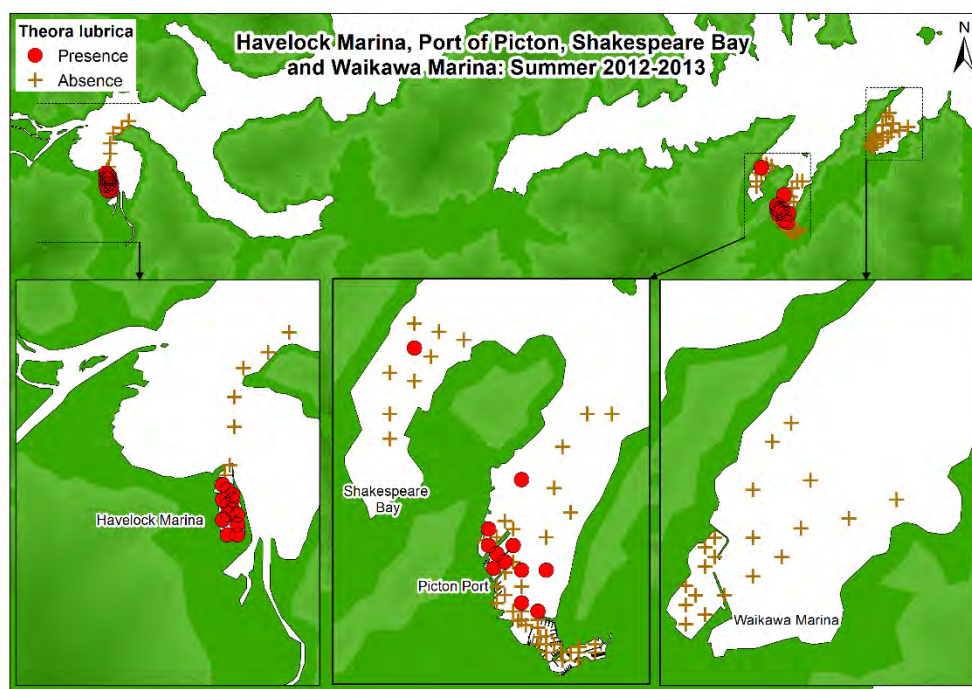 Theora lubrica
Presence
Absence
Havelock Marina, Port of Picton, Shakespeare Bay
and Waikawa Marina: Summer 2012-2013
N
Havelock Marina
Shakespeare
Bay
Picton Port
Waikawa Marina